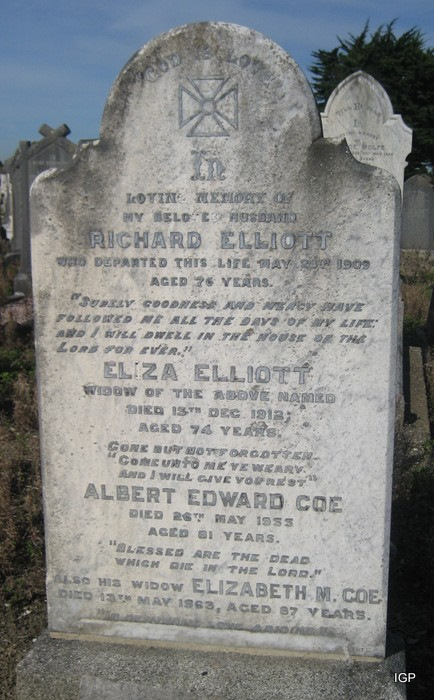 GOD IS LOVE
In
LOVING MEMORY OF
MY BELOVED HUSBAND
RICHARD ELLIOTT
WHO DEPARTED THIS LIFE MAY 1909
AGED 76 YEARS.
"SURELY GOODNESS AND MERCY HAVE
FOLLOWED ME ALL THE DAYS OF MY LIFE:
AND I WILL DWELL IN THE HOUSE OF THE
LORD FOR EVER."
ELIZA ELLIOTT
WIDOW OF THE ABOVE NAMED
DIED 13TH DEC. 1912,
AGED 74 YEARS.
GONE BUT NOT FORGOTTEN.
"COME UNTO ME YE WEARY
AND I WILL GIVE YOU REST"
ALBERT EDWARD COE
DIED 26TH MAY 1953
AGED 81 YEARS.
"BLESSED ARE THE DEAD
WHICH DIE IN THE LORD."
ALSO HIS WIDOW ELIZABETH M. COE
DIED 13TH MAY 1963, AGED 87 YEARS.
IGP